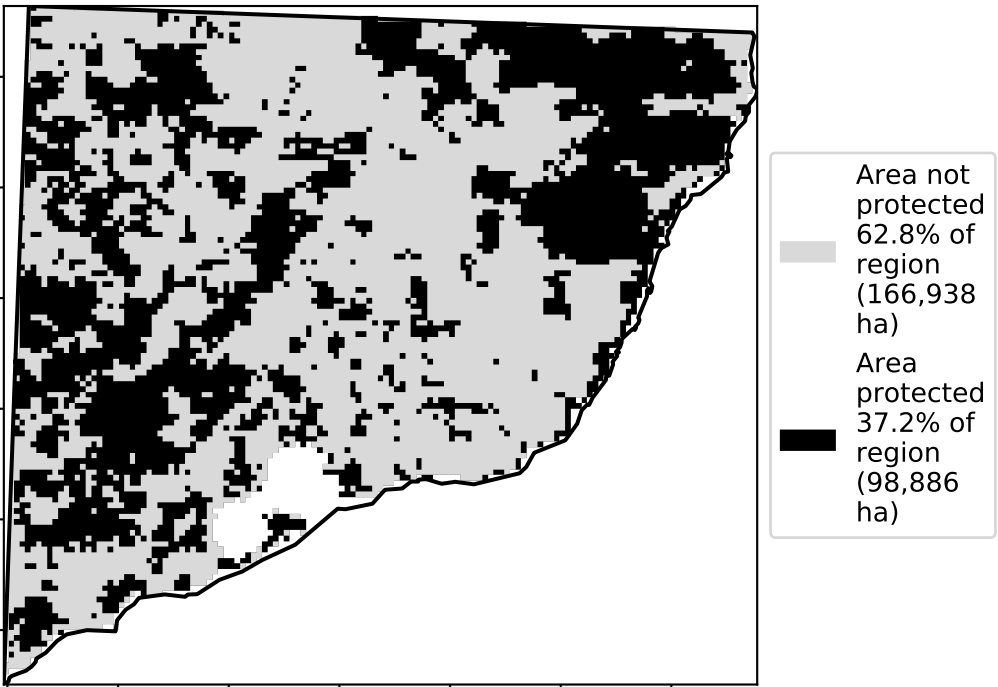 Area not
protected
62.8% of
region
(166,938
ha)
Area
protected
37.2% of
region
(98,886
ha)